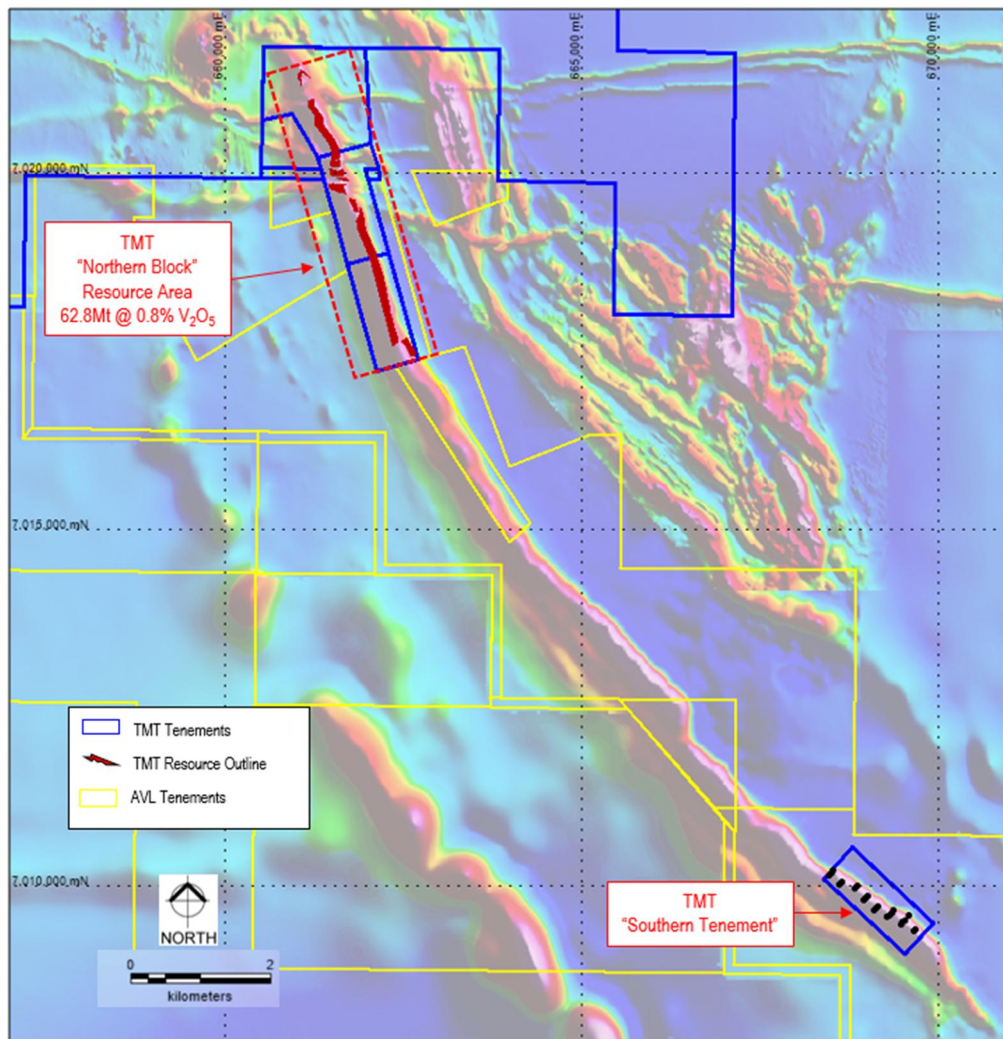 660,000 mE
665,000 mE
670,000 mE
7,020,000 mN
TMT
“Northern Block”
Resource Area
62.8Mt @ 0.8% V₂O₅
7,015,000 mN
TMT Tenements
TMT Resource Outline
AVL Tenements
7,010,000 mN
TMT
“Southern Tenement”
NORTH
0 2
kilometers